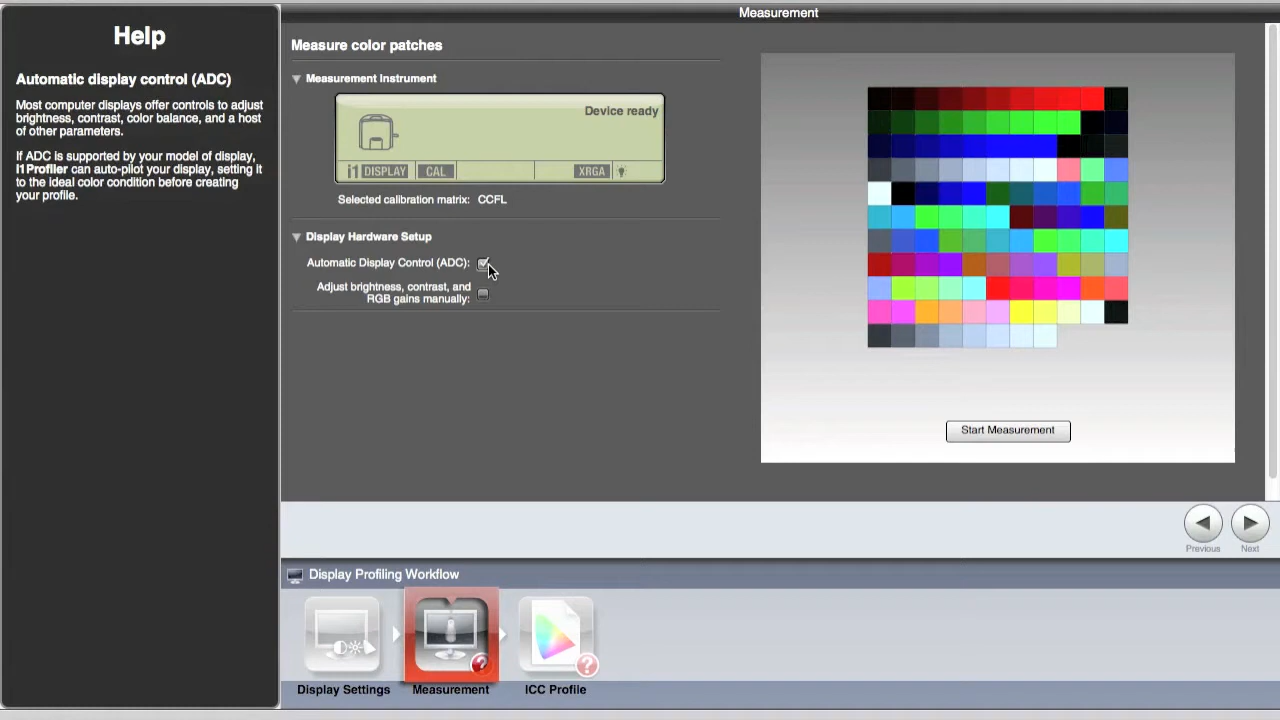 Measurement
Help
Automatic display control (ADC)
Most computer displays offer controls to adjust
brightness, contrast, color balance, and a host
of other parameters.
If ADC is supported by your model of display,
i1Profiler can auto-pilot your display, setting it
to the ideal color condition before creating
your profile.
Measure color patches
Measurement Instrument
Device ready
i1 DISPLAY CAL XRGA
Selected calibration matrix: CCFL
Display Hardware Setup
Automatic Display Control (ADC):
Adjust brightness, contrast, and
RGB gains manually:
Start Measurement
Previous Next
Display Profiling Workflow
Display Settings Measurement ICC Profile